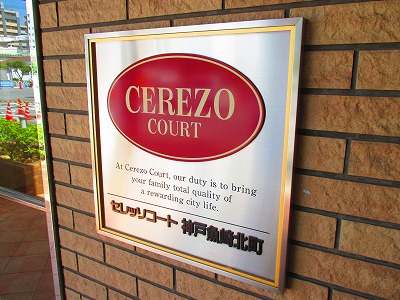 CEREZO
COURT
At Cerezo Court, our duty is to bring
your family total quality of
a rewarding city life.
セレッソコート 神戸魚崎北町